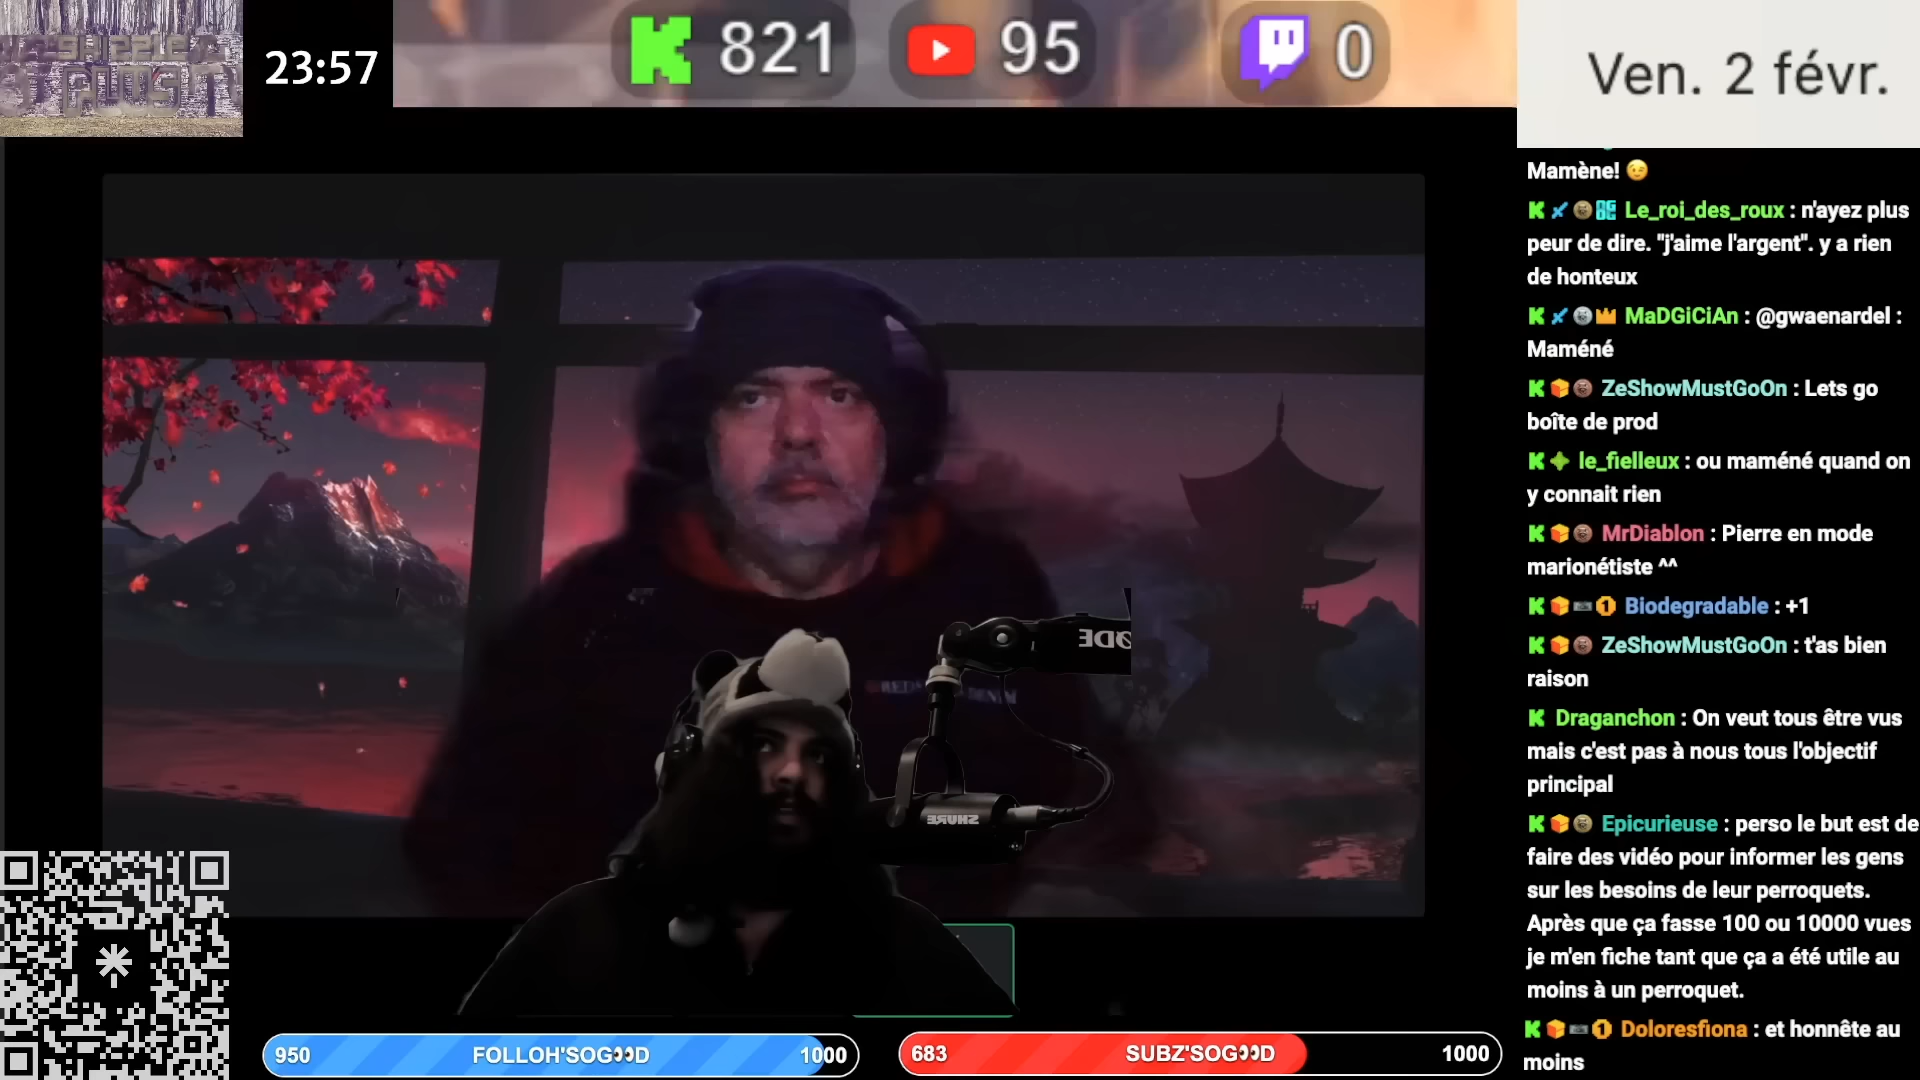 GRIZZLE
23:57
821
95
0
Ven. 2 févr.
Mamène! 😉
Le_roi_des_roux : n'ayez plus
peur de dire. "j'aime l'argent". y a rien
de honteux
MaDGiCiAn : @gwaenardel :
Maméné
ZeShowMustGoOn : Lets go
boîte de prod
le_fielleux : ou maméné quand on
y connait rien
MrDiablon : Pierre en mode
marionétiste ^^
Biodegradable : +1
ZeShowMustGoOn : t'as bien
raison
Draganchon : On veut tous être vus
mais c'est pas à nous tous l'objectif
principal
Epicurieuse : perso le but est de
faire des vidéo pour informer les gens
sur les besoins de leur perroquets.
Après que ça fasse 100 ou 10000 vues
je m'en fiche tant que ça a été utile au
moins à un perroquet.
Doloresfiona : et honnête au
moins
SHURE
950 FOLLOH'SOG👀D 1000
683 SUBZ'SOG👀D 1000